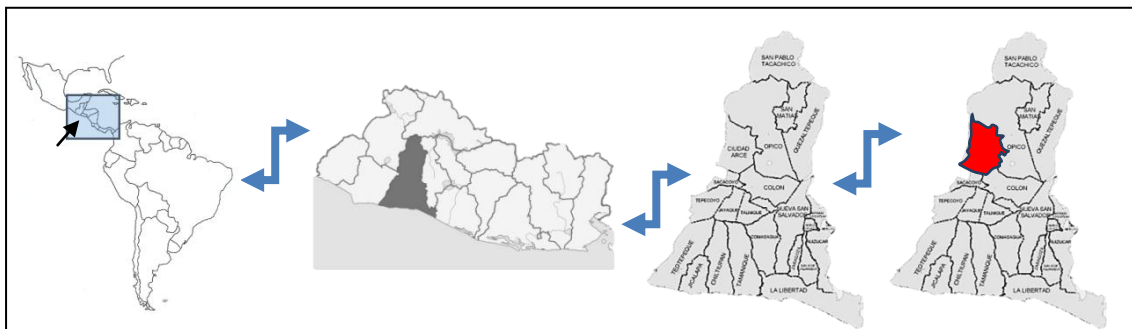 SAN PABLO
TACACHICO
SAN
MATIAS
QUEZALTEPEQUE
CIUDAD
ARCE
OPICO
SACACOYO
COLON
TEPECOYO
JAYAQUE
TALNIQUE
NUEVA SAN
SALVADOR
COMASAGUA
HUIZUCAR
TEOTEPEQUE
JICALAPA
CHILTIUPAN
TAMANIQUE
LA LIBERTAD
SAN PABLO
TACACHICO
SAN
MATIAS
QUEZALTEPEQUE
OPICO
SACACOYO
COLON
TEPECOYO
JAYAQUE
TALNIQUE
NUEVA SAN
SALVADOR
COMASAGUA
HUIZUCAR
TEOTEPEQUE
JICALAPA
CHILTIUPAN
TAMANIQUE
LA LIBERTAD